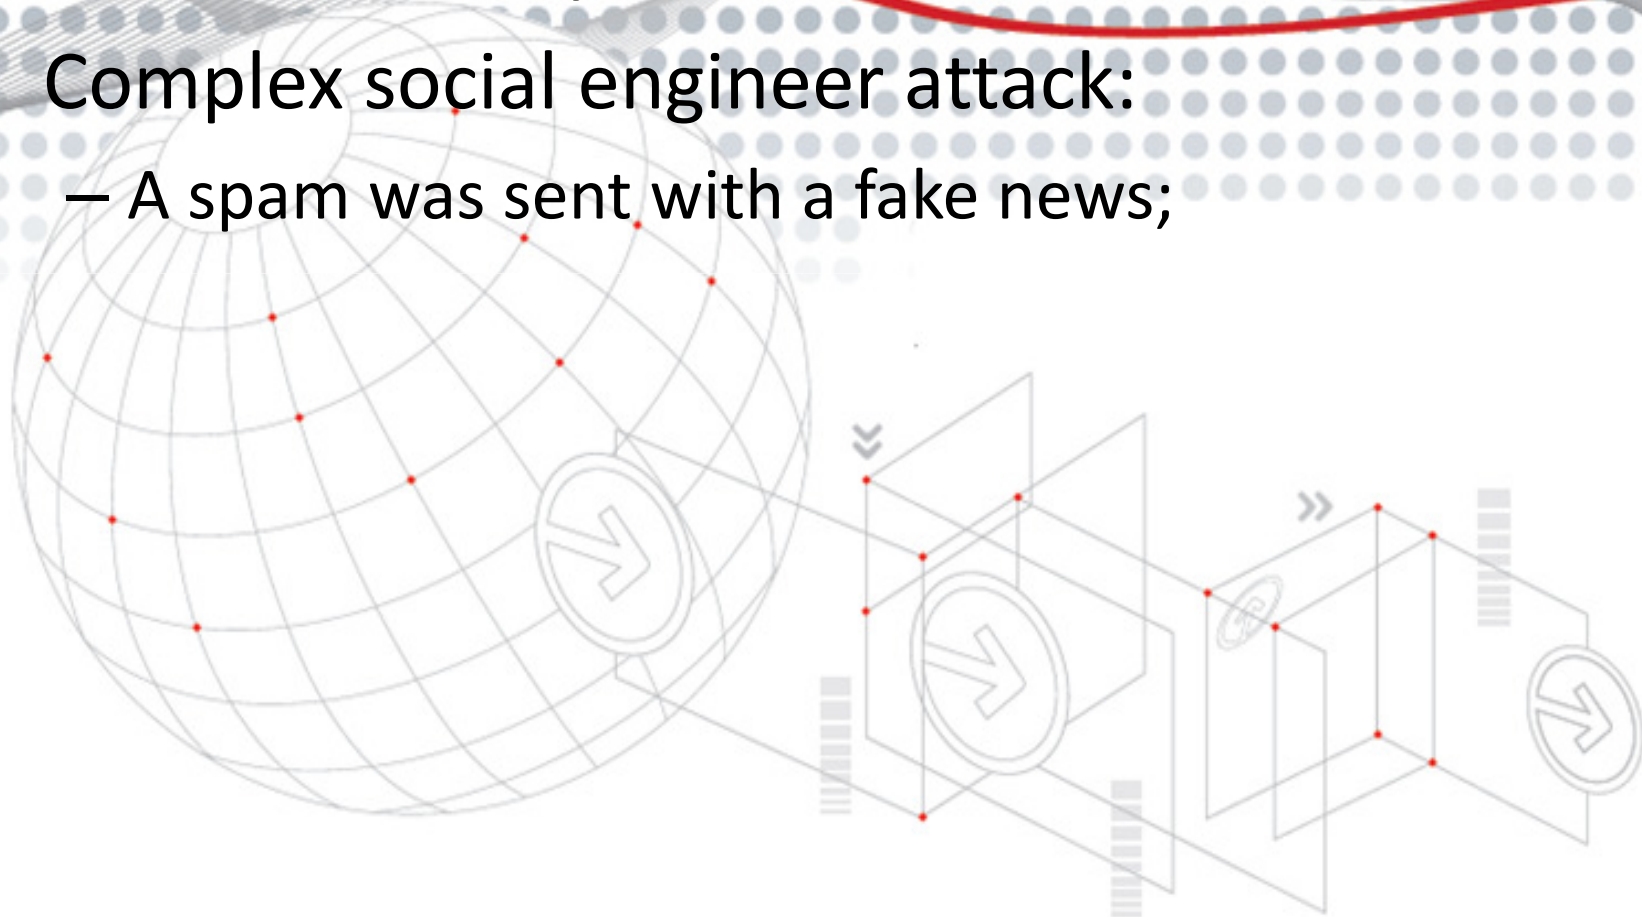 Complex social engineer attack:
– A spam was sent with a fake news;